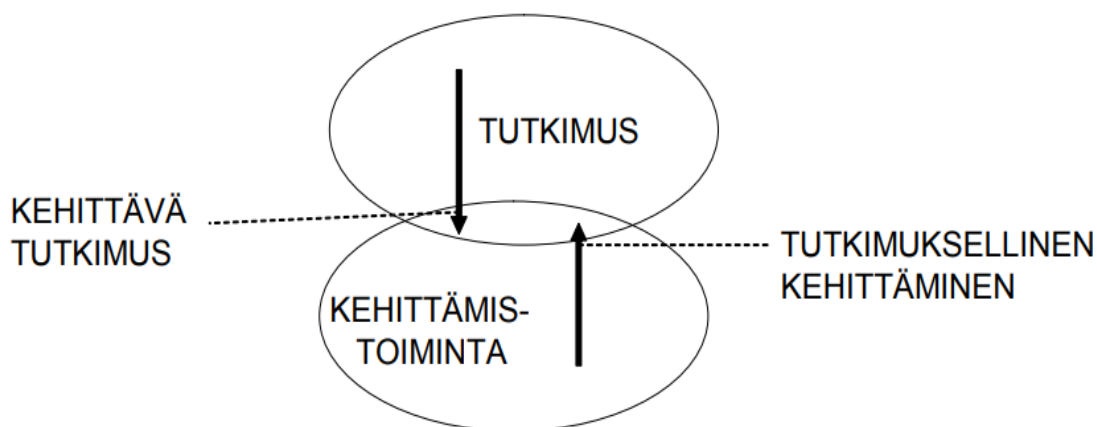 TUTKIMUS
KEHITTÄVÄ
TUTKIMUS
TUTKIMUKSELLINEN
KEHITTÄMINEN
KEHITTÄMIS-
TOIMINTA